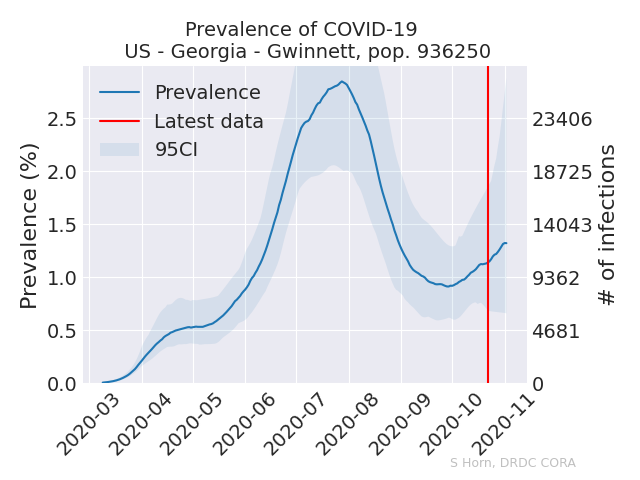 Prevalence of COVID-19
US - Georgia - Gwinnett, pop. 936250
Prevalence
Latest data
95CI
Prevalence (%)
2.5
2.0
1.5
1.0
0.5
0.0
23406
18725
14043
9362
4681
0
# of infections
2020-03
2020-04
2020-05
2020-06
2020-07
2020-08
2020-09
2020-10
2020-11
S Horn, DRDC CORA